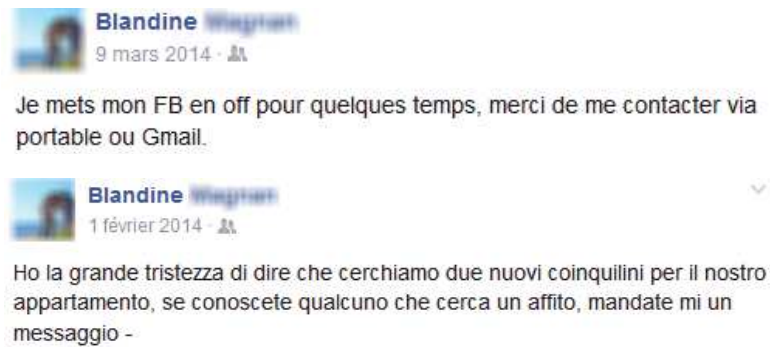 Blandine
9 mars 2014 ·
Je mets mon FB en off pour quelques temps, merci de me contacter via
portable ou Gmail.
Blandine
1 février 2014 ·
Ho la grande tristezza di dire che cerchiamo due nuovi coinquilini per il nostro
appartamento, se conoscete qualcuno che cerca un affito, mandate mi un
messaggio -